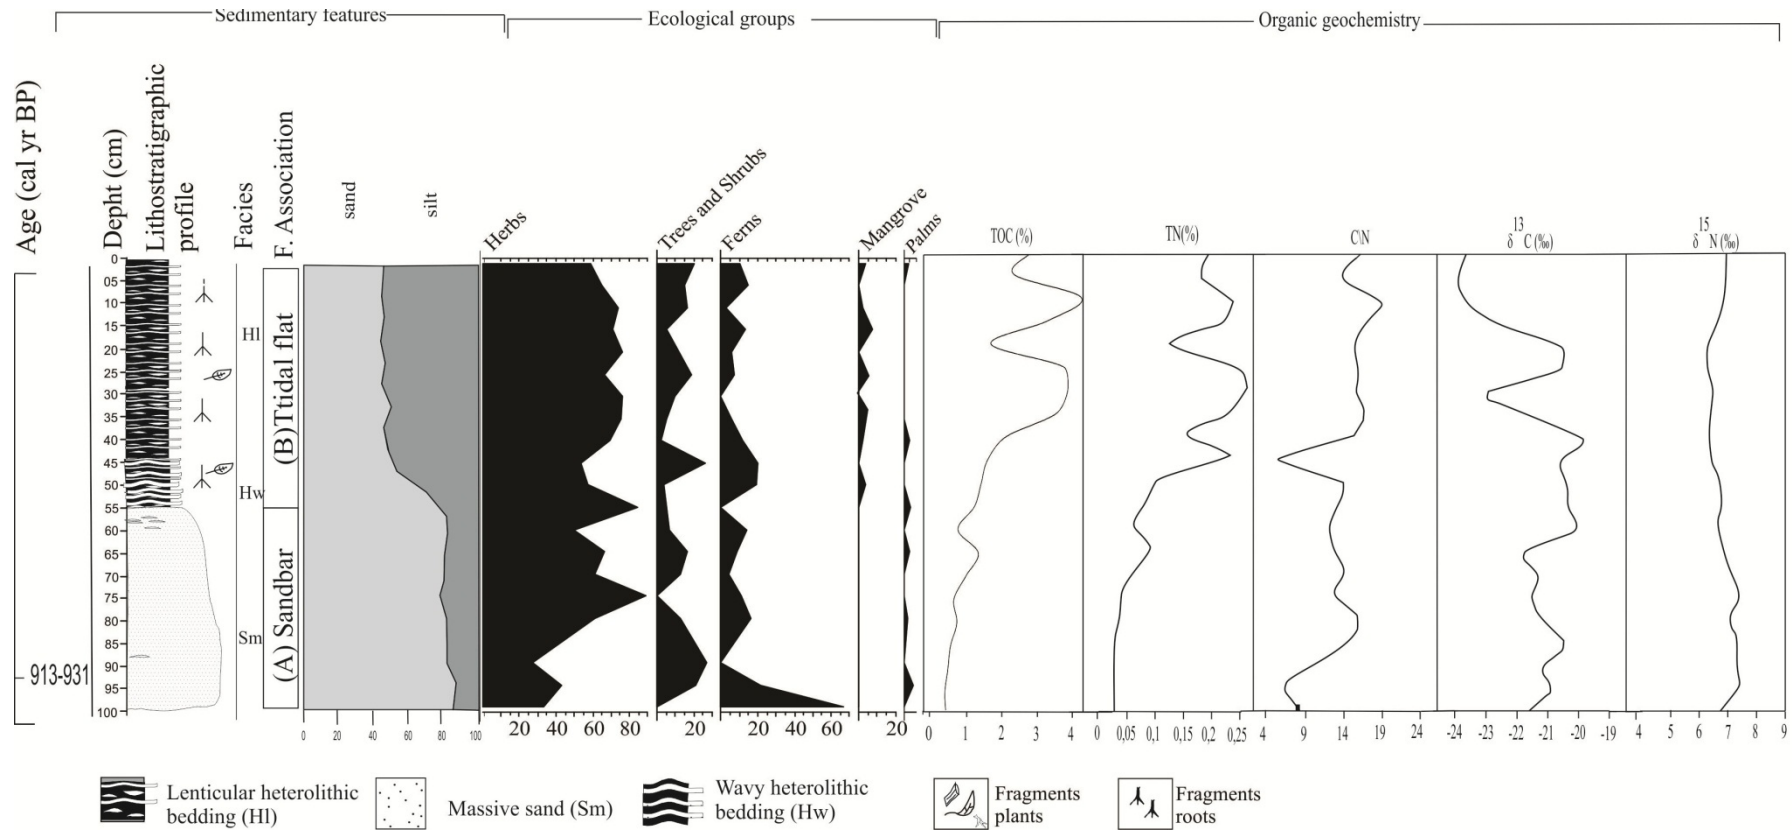 Sedimentary features
Ecological groups
Organic geochemistry
Age (cal yr BP)
Depht (cm)
Lithostratigraphic
profile
Facies
F. Association
sand
silt
Herbs
Trees and Shrubs
Ferns
Mangrove
Palms
TOC (%)
TN(%)
C\N
13
δ C (‰)
15
δ N (‰)
0
05
10
15
20
25
30
35
40
45
50
55
60
65
70
75
80
85
90
95
100
913-931
Hl
Hw
Sm
(B)Ttidal flat
(A) Sandbar
0 20 40 60 80 100
20 40 60 80
20
20 40 60
20
0 1 2 3 4
0 0,05 0,1 0,15 0,2 0,25
4 9 14 19 24
-24 -23 -22 -21 -20 -19
4 5 6 7 8 9
Lenticular heterolithic
bedding (Hl)
Massive sand (Sm)
Wavy heterolithic
bedding (Hw)
Fragments
plants
Fragments
roots